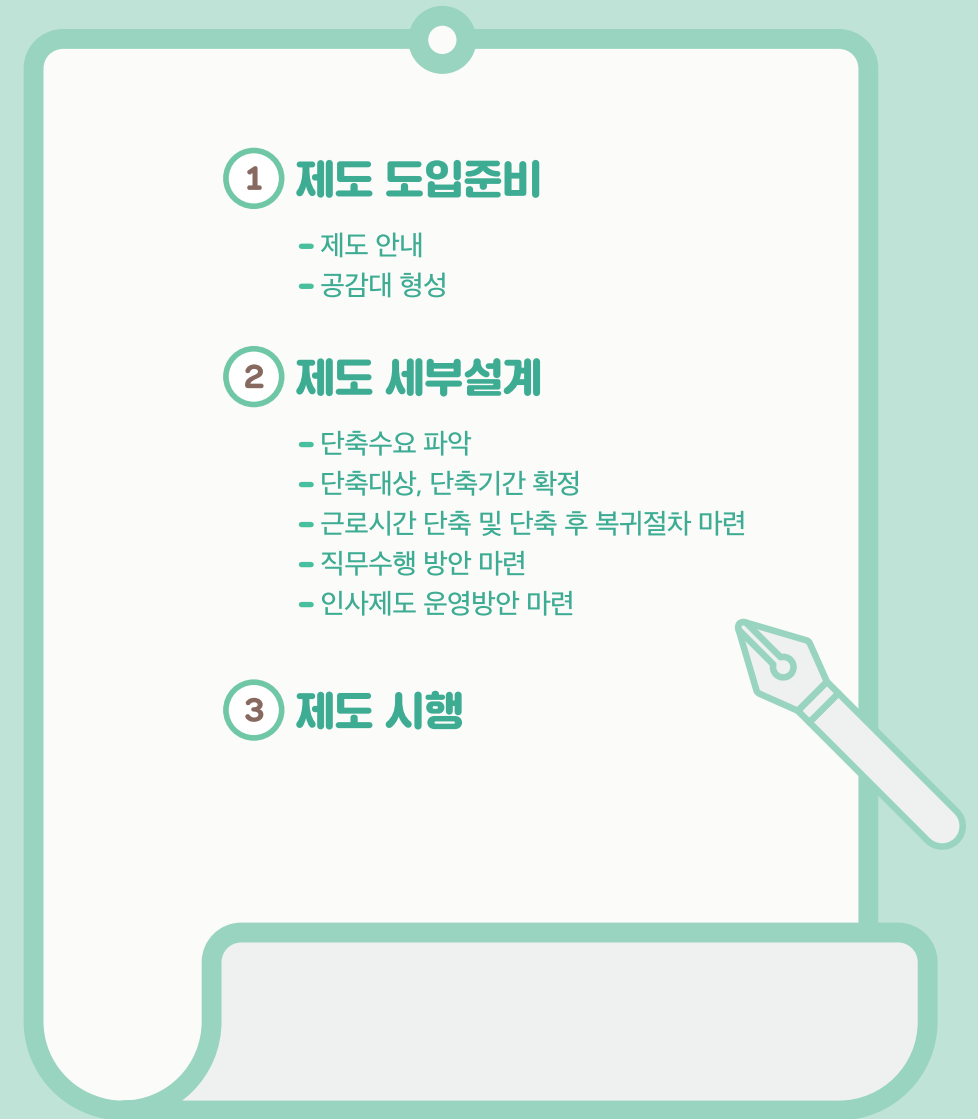 1 제도 도입준비
- 제도 안내
- 공감대 형성
2 제도 세부설계
- 단축수요 파악
- 단축대상, 단축기간 확정
- 근로시간 단축 및 단축 후 복귀절차 마련
- 직무수행 방안 마련
- 인사제도 운영방안 마련
3 제도 시행